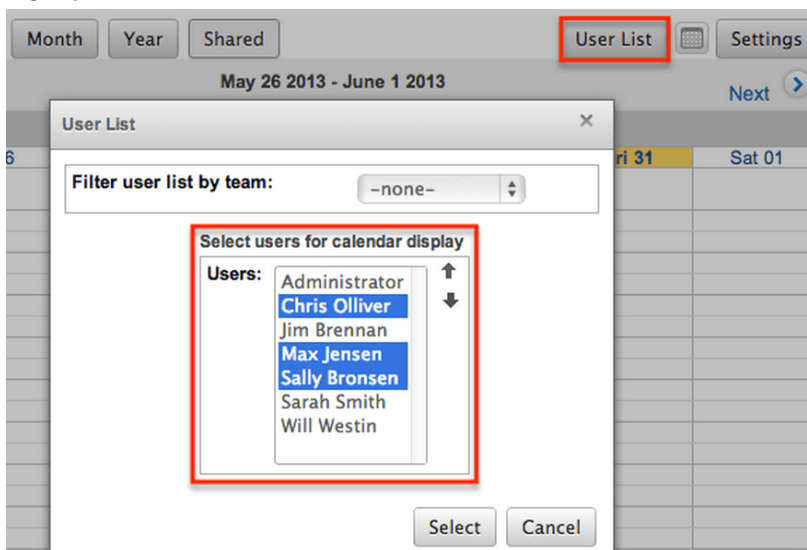 Month Year Shared User List Settings
May 26 2013 - June 1 2013
Next
User List
6 ri 31 Sat 01
Filter user list by team: -none-
Select users for calendar display
Users:
Administrator
Chris Olliver
Jim Brennan
Max Jensen
Sally Bronsen
Sarah Smith
Will Westin
Select Cancel